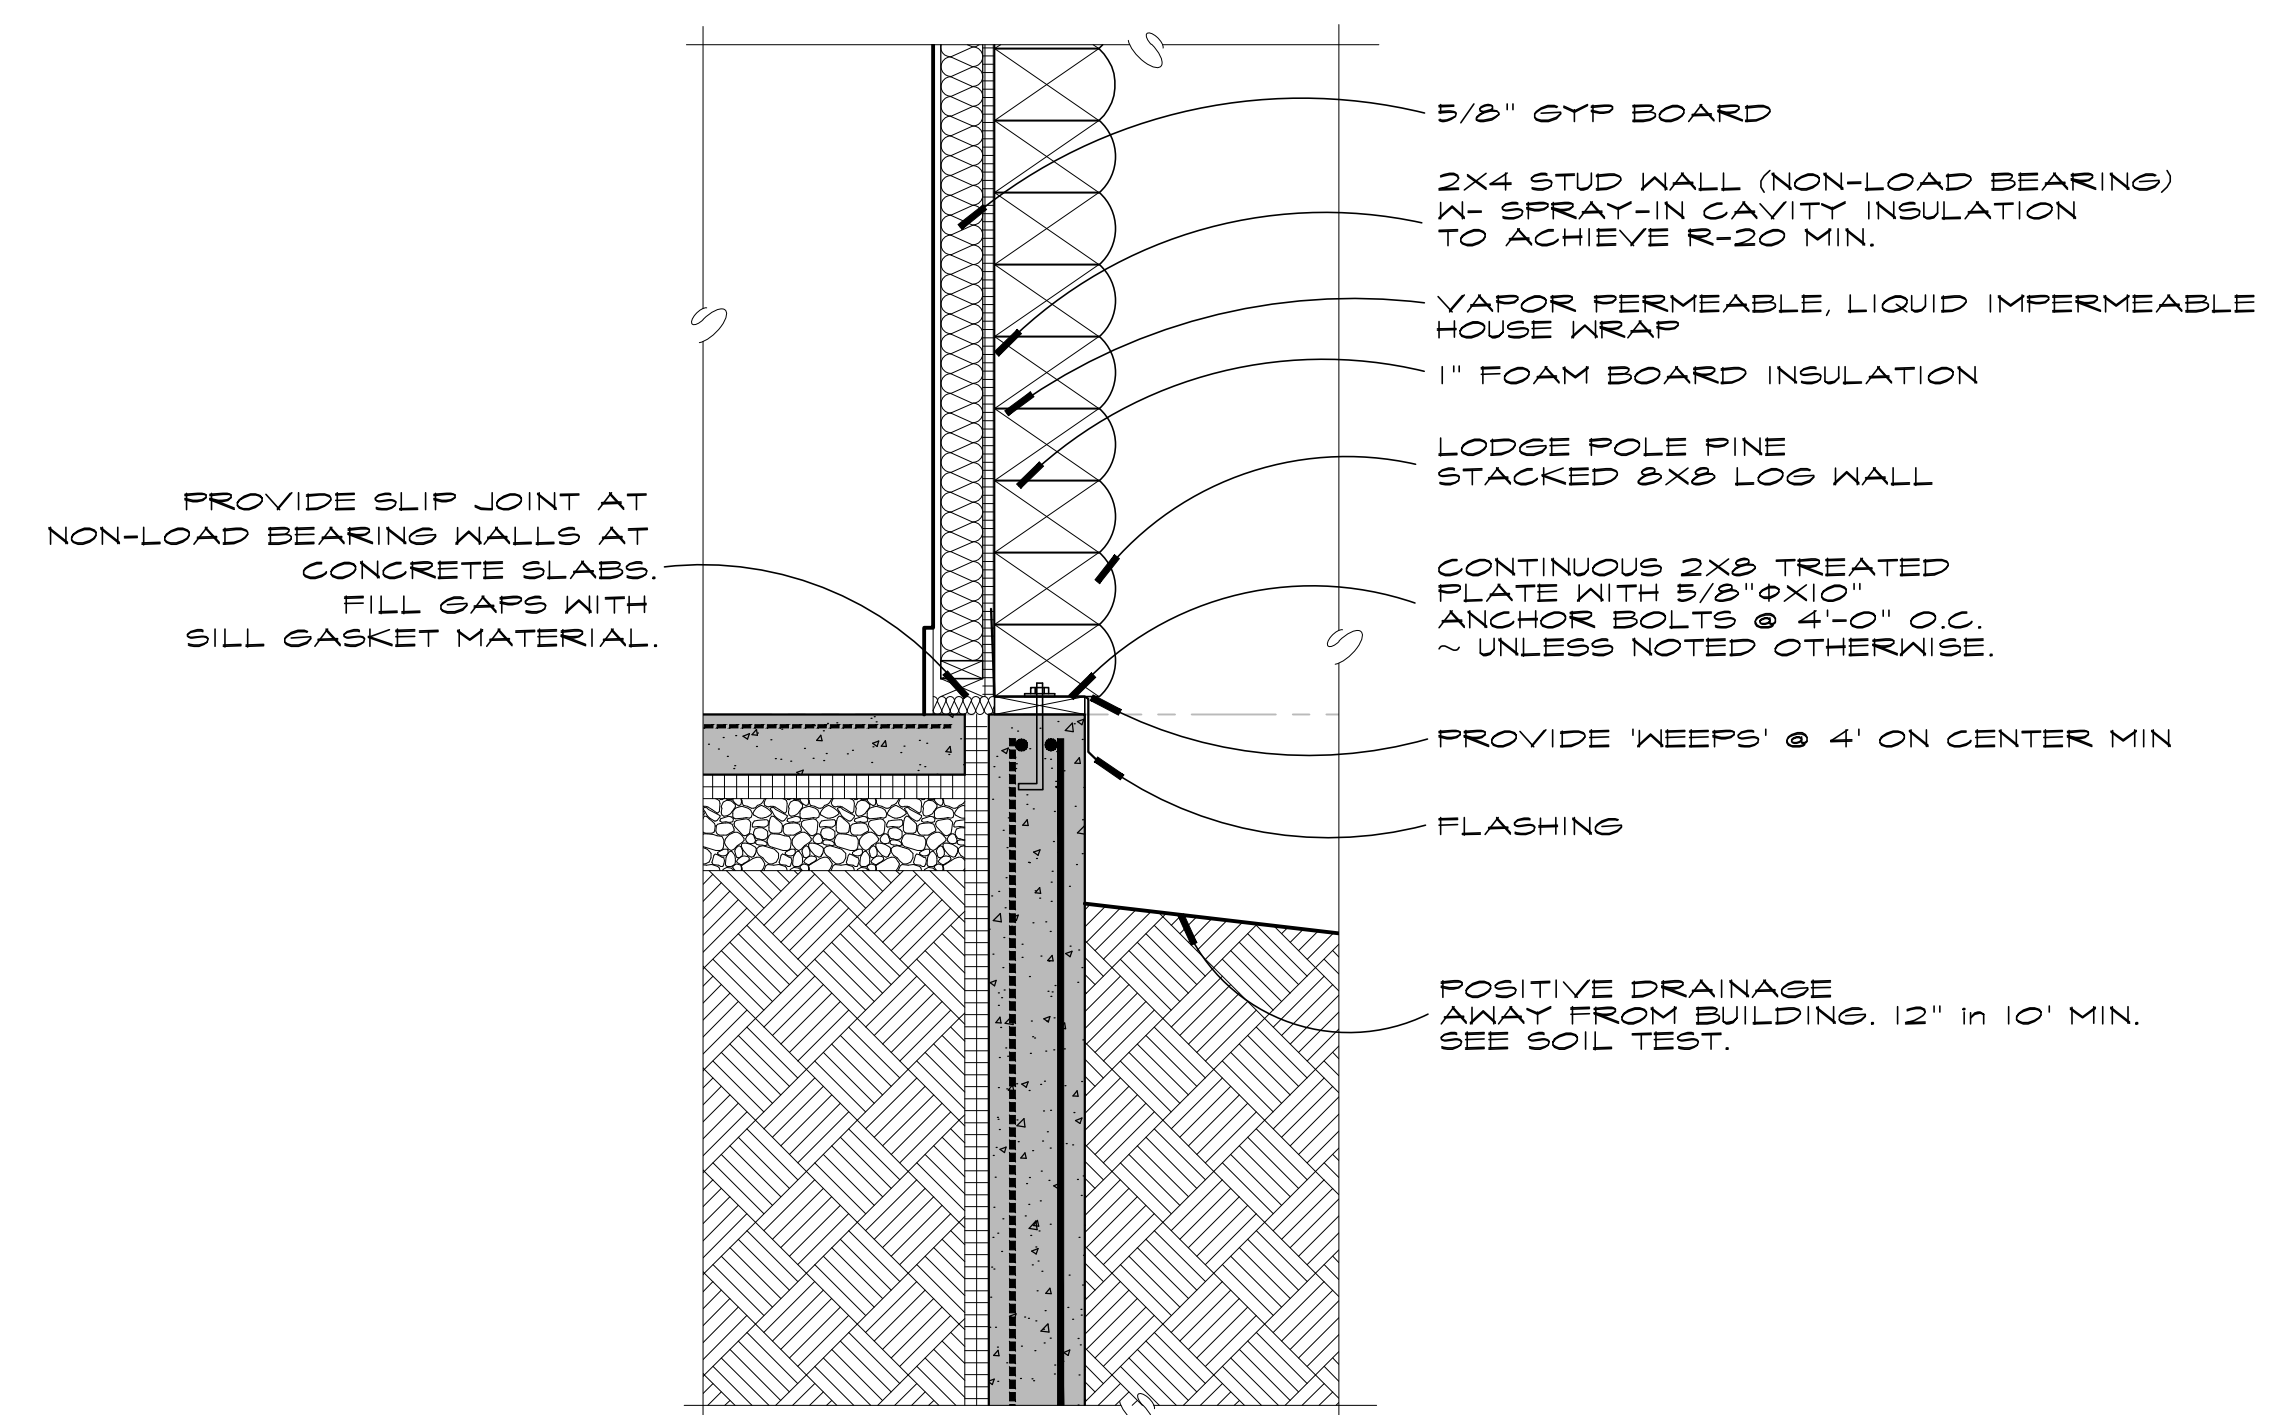 5/8" GYP BOARD
2X4 STUD WALL (NON-LOAD BEARING)
W- SPRAY-IN CAVITY INSULATION
TO ACHIEVE R-20 MIN.
VAPOR PERMEABLE, LIQUID IMPERMEABLE
HOUSE WRAP
1" FOAM BOARD INSULATION
LODGE POLE PINE
STACKED 8X8 LOG WALL
PROVIDE SLIP JOINT AT
NON-LOAD BEARING WALLS AT
CONCRETE SLABS.
FILL GAPS WITH
SILL GASKET MATERIAL.
CONTINUOUS 2X8 TREATED
PLATE WITH 5/8"ΦX10"
ANCHOR BOLTS @ 4'-0" O.C.
~ UNLESS NOTED OTHERWISE.
PROVIDE 'WEEPS' @ 4' ON CENTER MIN
FLASHING
POSITIVE DRAINAGE
AWAY FROM BUILDING. 12" in 10' MIN.
SEE SOIL TEST.